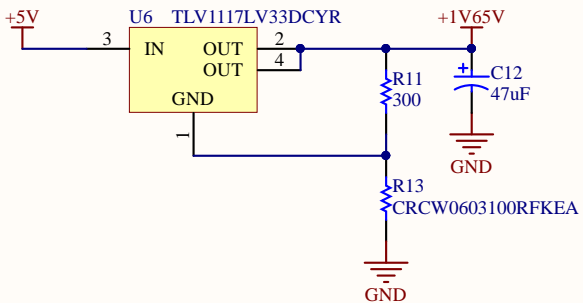 +5V
U6 TLV1117LV33DCYR
+1V65V
3 IN OUT 2
OUT 4
GND
1
R11
300
C12
47uF
+
GND
R13
CRCW0603100RFKEA
GND